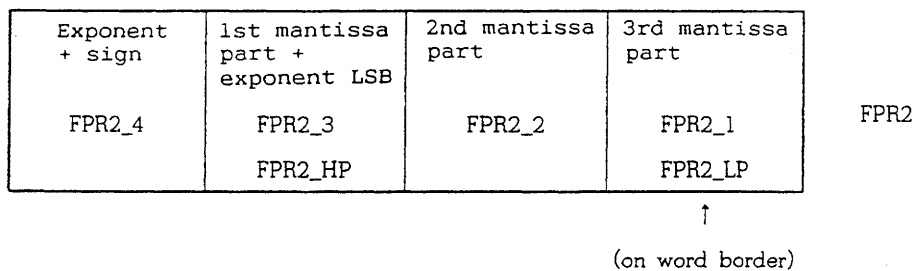 Exponent
+ sign
1st mantissa
part +
exponent LSB
2nd mantissa
part
3rd mantissa
part
FPR2_4
FPR2_3
FPR2_2
FPR2_1
FPR2
FPR2_HP
FPR2_LP
↑
(on word border)